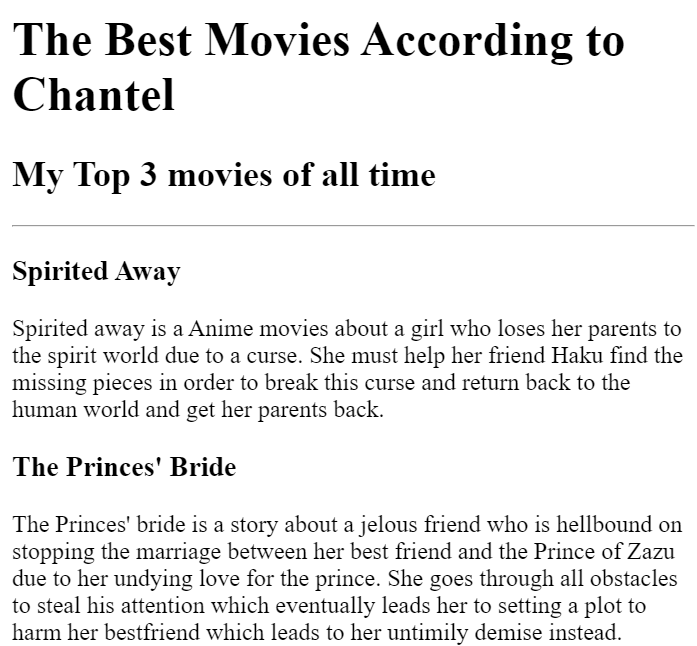 The Best Movies According to
Chantel
My Top 3 movies of all time
Spirited Away
Spirited away is a Anime movies about a girl who loses her parents to
the spirit world due to a curse. She must help her friend Haku find the
missing pieces in order to break this curse and return back to the
human world and get her parents back.
The Princes' Bride
The Princes' bride is a story about a jelous friend who is hellbound on
stopping the marriage between her best friend and the Prince of Zazu
due to her undying love for the prince. She goes through all obstacles
to steal his attention which eventually leads her to setting a plot to
harm her bestfriend which leads to her untimily demise instead.